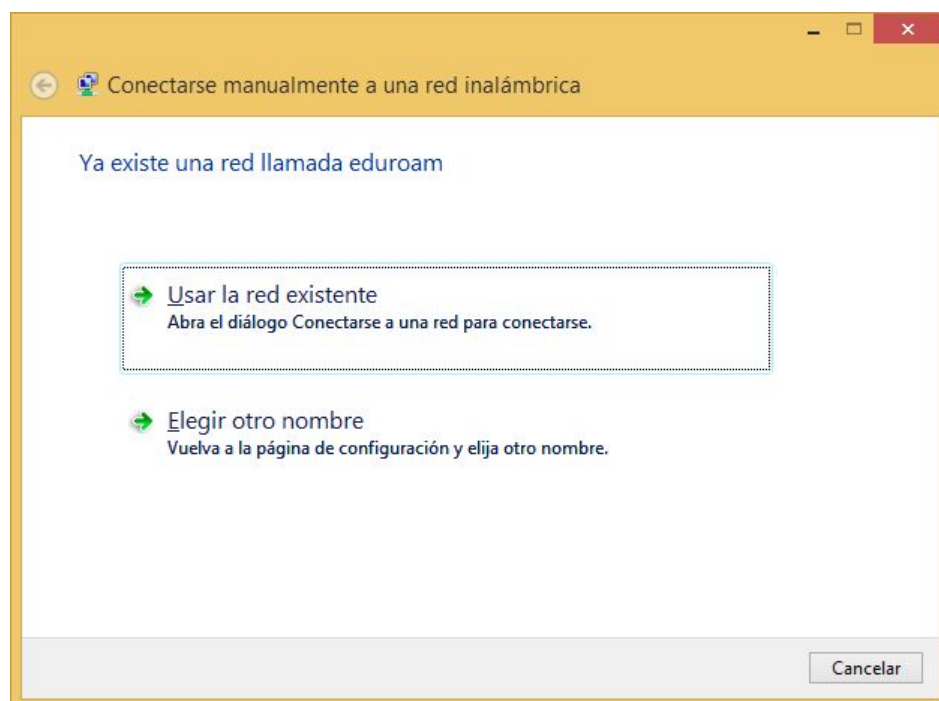 Conectarse manualmente a una red inalámbrica
Ya existe una red llamada eduroam
Usar la red existente
Abra el diálogo Conectarse a una red para conectarse.
Elegir otro nombre
Vuelva a la página de configuración y elija otro nombre.
Cancelar